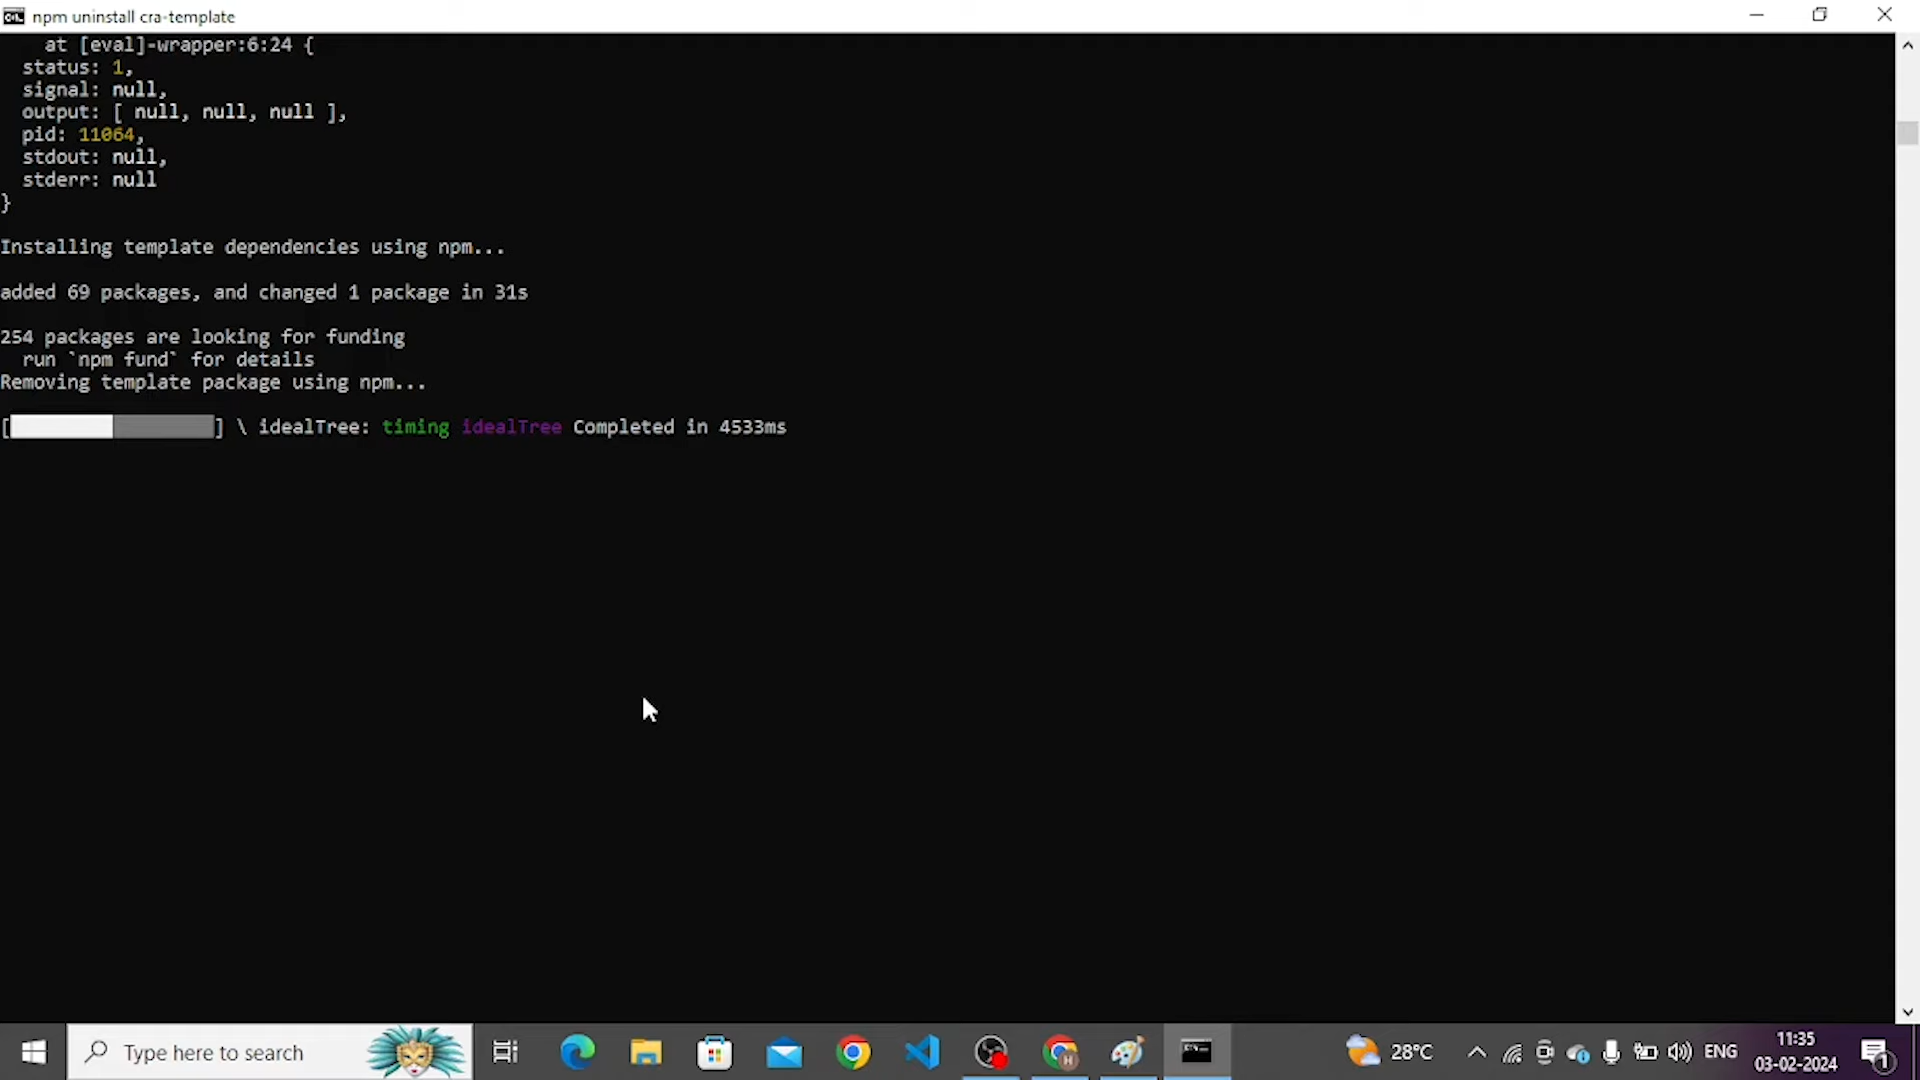 npm uninstall cra-template
at [eval]-wrapper:6:24 {
status: 1,
signal: null,
output: [ null, null, null ],
pid: 11064,
stdout: null,
stderr: null
}
Installing template dependencies using npm...
added 69 packages, and changed 1 package in 31s
254 packages are looking for funding
run `npm fund` for details
Removing template package using npm...
[ ] \ idealTree: timing idealTree Completed in 4533ms
Type here to search
28°C
ENG
11:35
03-02-2024
1